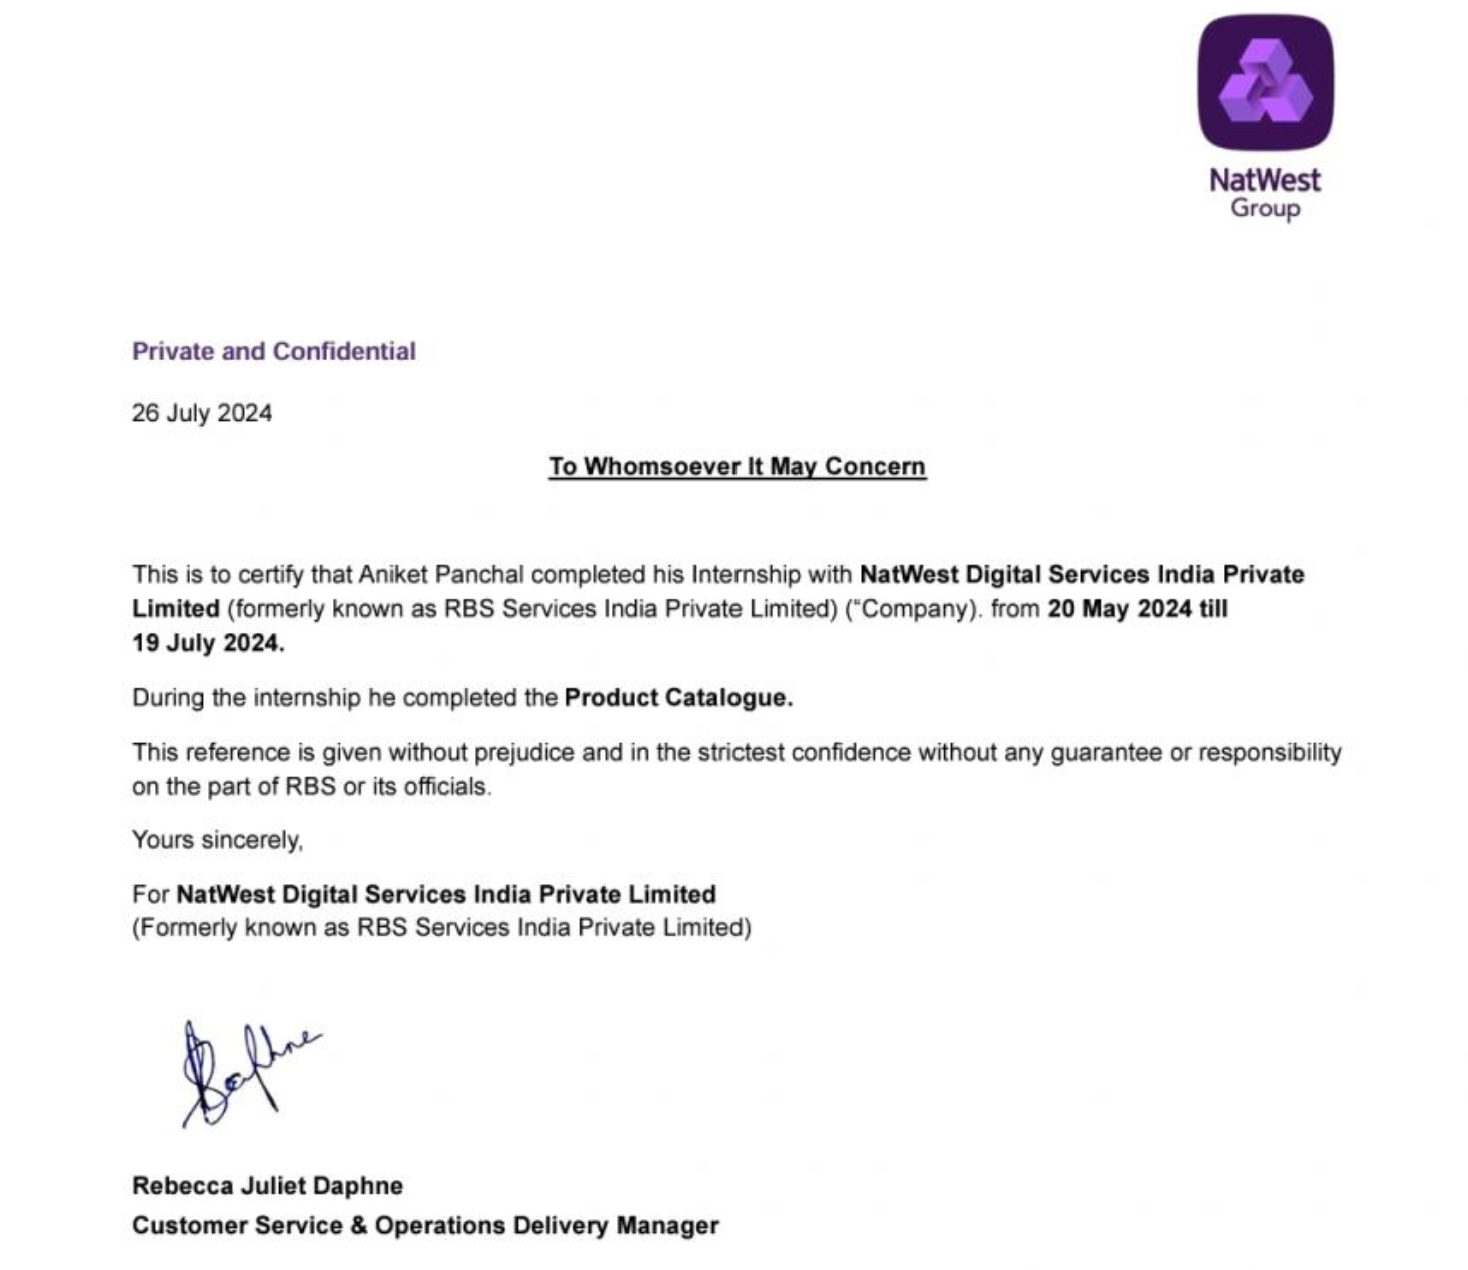 NatWest
Group
Private and Confidential
26 July 2024
To Whomsoever It May Concern
This is to certify that Aniket Panchal completed his Internship with NatWest Digital Services India Private
Limited (formerly known as RBS Services India Private Limited) (“Company). from 20 May 2024 till
19 July 2024.
During the internship he completed the Product Catalogue.
This reference is given without prejudice and in the strictest confidence without any guarantee or responsibility
on the part of RBS or its officials.
Yours sincerely,
For NatWest Digital Services India Private Limited
(Formerly known as RBS Services India Private Limited)
Daphne
Rebecca Juliet Daphne
Customer Service & Operations Delivery Manager